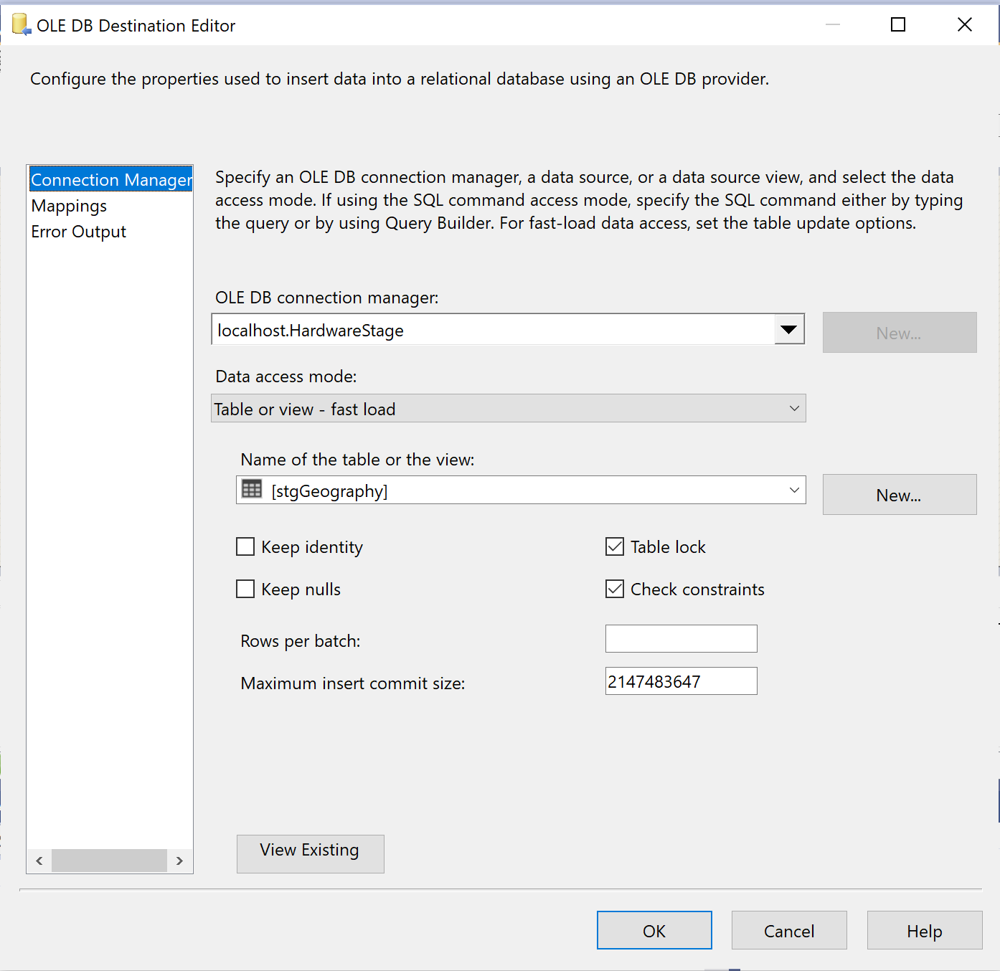 OLE DB Destination Editor
Configure the properties used to insert data into a relational database using an OLE DB provider.
Connection Manager
Mappings
Error Output
Specify an OLE DB connection manager, a data source, or a data source view, and select the data
access mode. If using the SQL command access mode, specify the SQL command either by typing
the query or by using Query Builder. For fast-load data access, set the table update options.
OLE DB connection manager:
localhost.HardwareStage
New...
Data access mode:
Table or view - fast load
Name of the table or the view:
[stgGeography]
New...
Keep identity
Table lock
Keep nulls
Check constraints
Rows per batch:
Maximum insert commit size:
2147483647
View Existing
OK
Cancel
Help